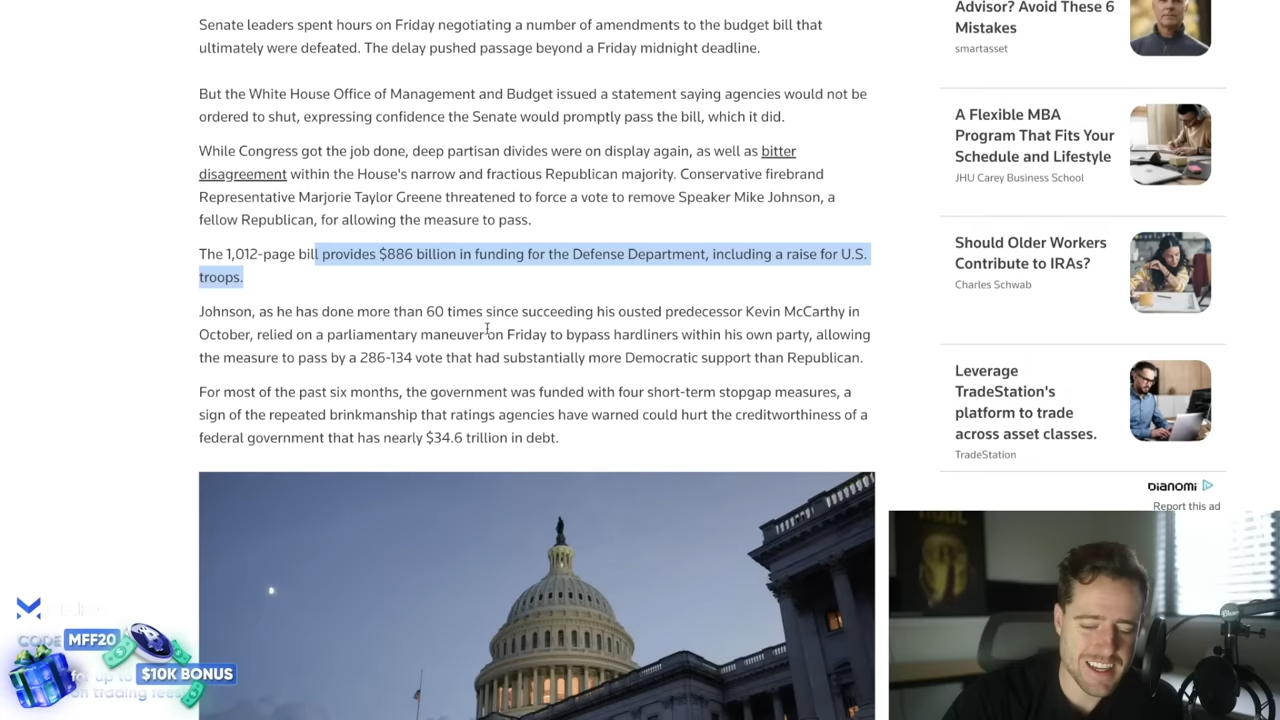 Senate leaders spent hours on Friday negotiating a number of amendments to the budget bill that
ultimately were defeated. The delay pushed passage beyond a Friday midnight deadline.
But the White House Office of Management and Budget issued a statement saying agencies would not be
ordered to shut, expressing confidence the Senate would promptly pass the bill, which it did.
While Congress got the job done, deep partisan divides were on display again, as well as bitter
disagreement within the House's narrow and fractious Republican majority. Conservative firebrand
Representative Marjorie Taylor Greene threatened to force a vote to remove Speaker Mike Johnson, a
fellow Republican, for allowing the measure to pass.
The 1,012-page bill provides $886 billion in funding for the Defense Department, including a raise for U.S.
troops.
Johnson, as he has done more than 60 times since succeeding his ousted predecessor Kevin McCarthy in
October, relied on a parliamentary maneuver on Friday to bypass hardliners within his own party, allowing
the measure to pass by a 286-134 vote that had substantially more Democratic support than Republican.
For most of the past six months, the government was funded with four short-term stopgap measures, a
sign of the repeated brinkmanship that ratings agencies have warned could hurt the creditworthiness of a
federal government that has nearly $34.6 trillion in debt.
Advisor? Avoid These 6
Mistakes
smartasset
A Flexible MBA
Program That Fits Your
Schedule and Lifestyle
JHU Carey Business School
Should Older Workers
Contribute to IRAs?
Charles Schwab
Leverage
TradeStation's
platform to trade
across asset classes.
TradeStation
DIANOMI
Report this ad
CODE MFF20
for up to $10K BONUS
on trading fees